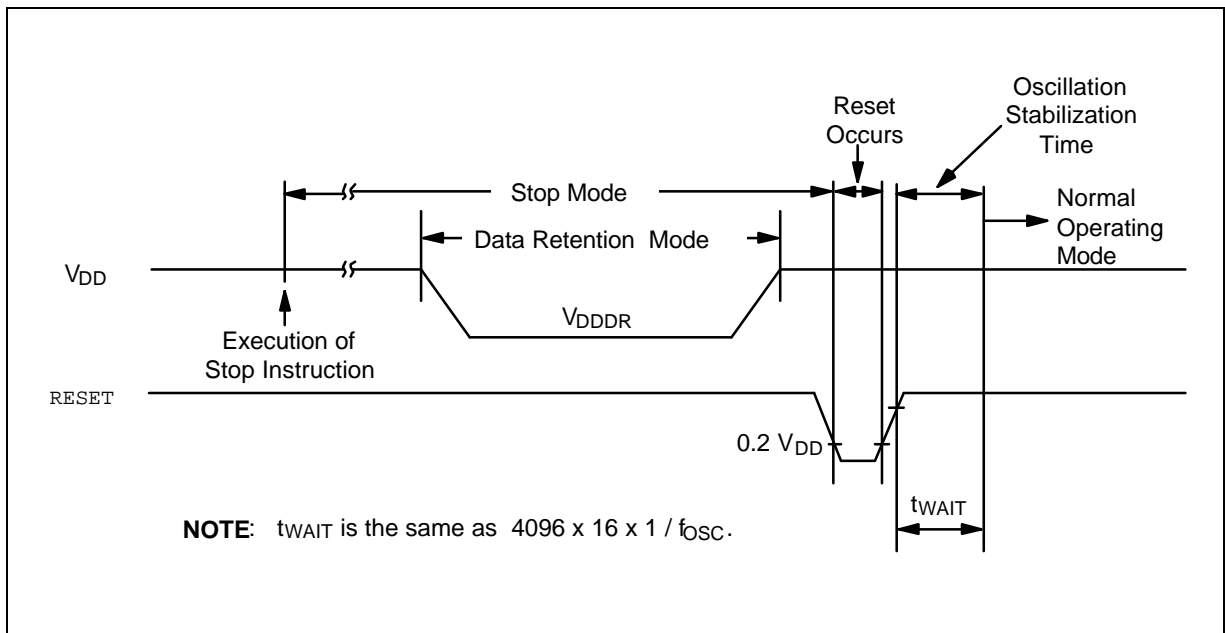 Oscillation
Stabilization
Time
Reset
Occurs
Stop Mode
Normal
Operating
Mode
Data Retention Mode
VDD
VDDDR
Execution of
Stop Instruction
RESET
0.2 VDD
tWAIT
NOTE: tWAIT is the same as 4096 x 16 x 1 / fOSC.